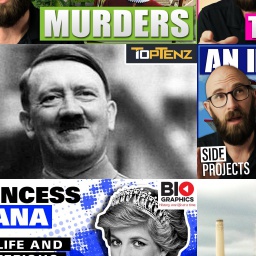 MURDERS
T
TOPTENZ
AN I
SIDE
PROJECTS
NCESS
ANA
BIO
GRAPHICS
LIFE AND